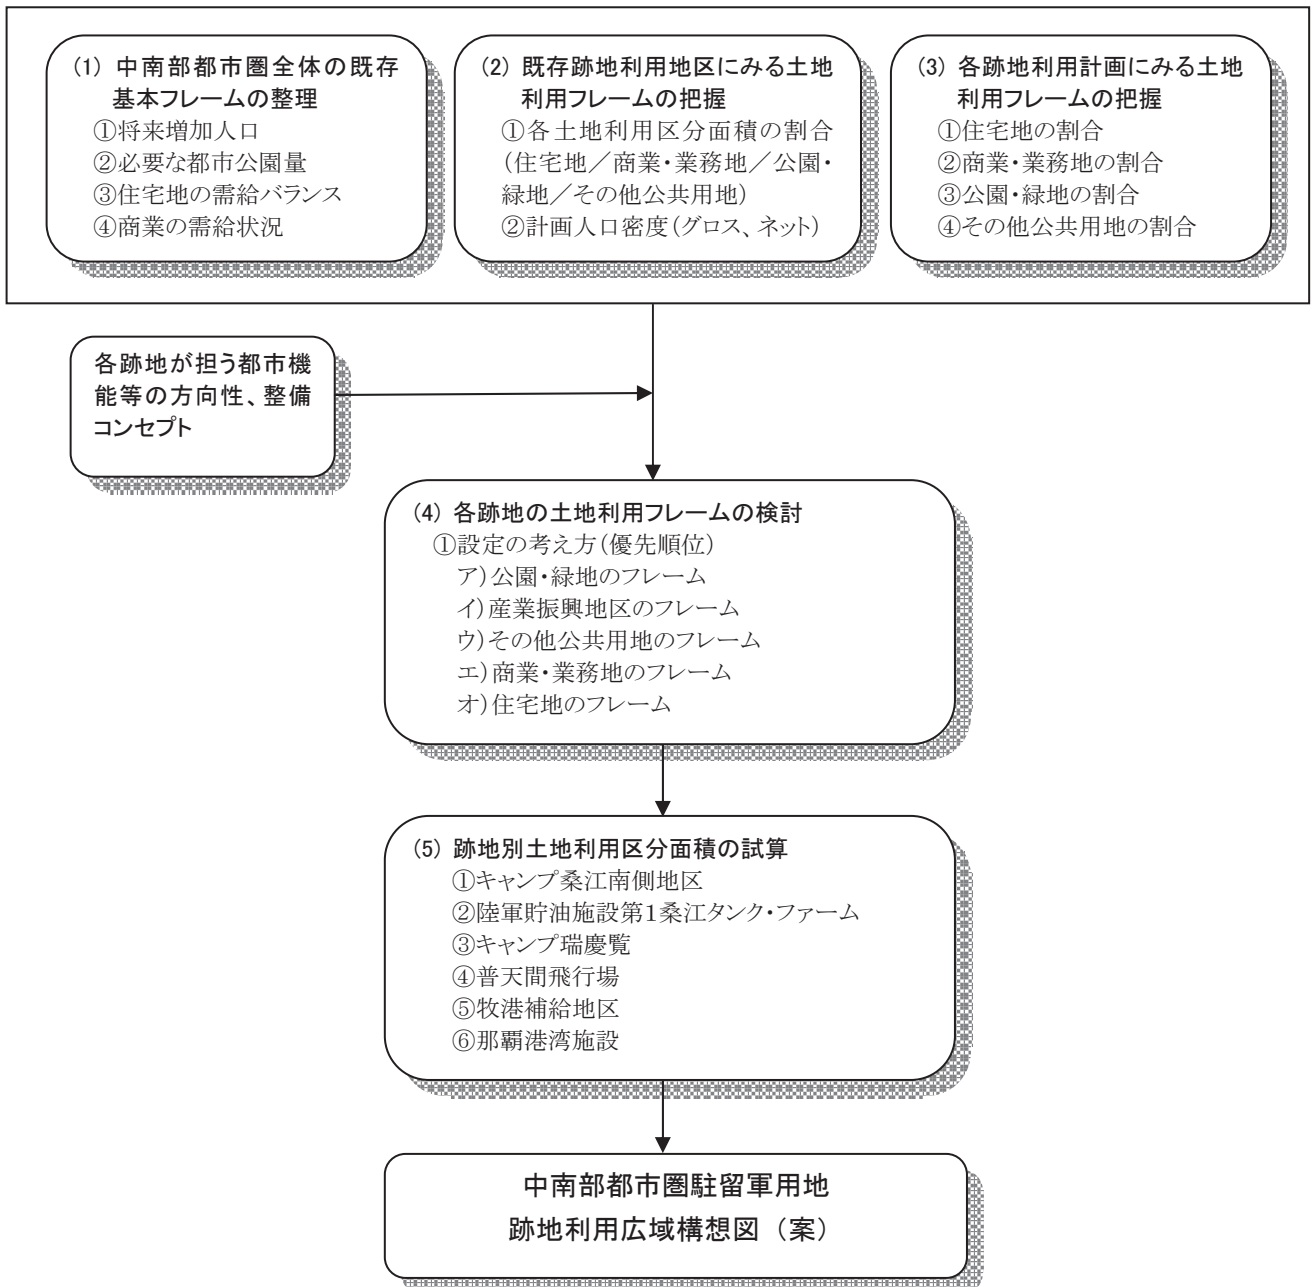 (1) 中南部都市圏全体の既存
基本フレームの整理
①将来増加人口
②必要な都市公園量
③住宅地の需給バランス
④商業の需給状況
(2) 既存跡地利用地区にみる土地
利用フレームの把握
①各土地利用区分面積の割合
(住宅地／商業・業務地／公園・
緑地／その他公共用地)
②計画人口密度(グロス、ネット)
(3) 各跡地利用計画にみる土地
利用フレームの把握
①住宅地の割合
②商業・業務地の割合
③公園・緑地の割合
④その他公共用地の割合
各跡地が担う都市機
能等の方向性、整備
コンセプト
(4) 各跡地の土地利用フレームの検討
①設定の考え方(優先順位)
ア)公園・緑地のフレーム
イ)産業振興地区のフレーム
ウ)その他公共用地のフレーム
エ)商業・業務地のフレーム
オ)住宅地のフレーム
(5) 跡地別土地利用区分面積の試算
①キャンプ桑江南側地区
②陸軍貯油施設第１桑江タンク・ファーム
③キャンプ瑞慶覧
④普天間飛行場
⑤牧港補給地区
⑥那覇港湾施設
中南部都市圏駐留軍用地
跡地利用広域構想図（案）